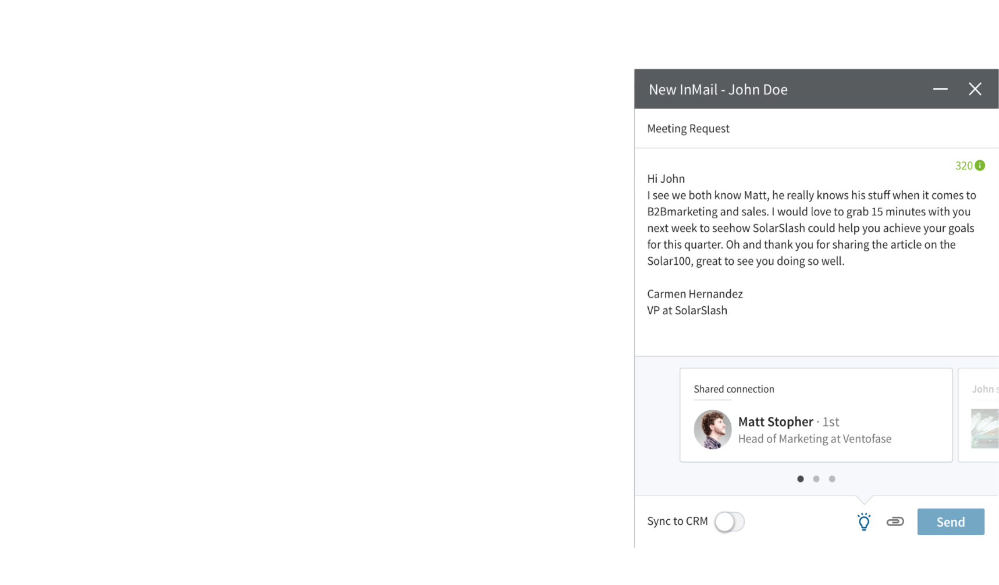 New InMail - John Doe
Meeting Request
320
Hi John
I see we both know Matt, he really knows his stuff when it comes to
B2Bmarketing and sales. I would love to grab 15 minutes with you
next week to seehow SolarSlash could help you achieve your goals
for this quarter. Oh and thank you for sharing the article on the
Solar100, great to see you doing so well.
Carmen Hernandez
VP at SolarSlash
Shared connection
John s
Matt Stopher · 1st
Head of Marketing at Ventofase
Sync to CRM
Send